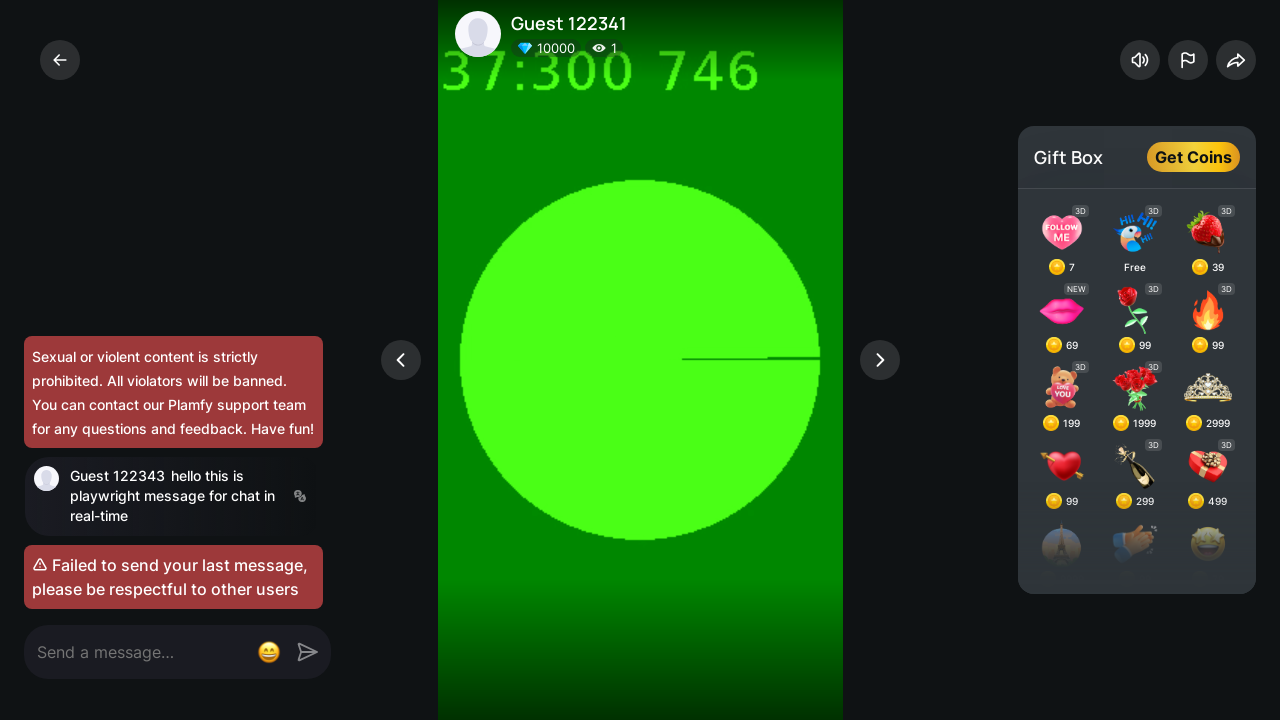 Guest 122341
10000 1
37:300 746
Gift Box
Get Coins
3D 3D 3D
FOLLOW ME
Hi! Hi! Hi!
7 Free 39
NEW 3D 3D
69 99 99
3D 3D
LOVE YOU
199 1999 2999
3D 3D
99 299 499
Sexual or violent content is strictly
prohibited. All violators will be banned.
You can contact our Plamfy support team
for any questions and feedback. Have fun!
Guest 122343 hello this is
playwright message for chat in
real-time
Failed to send your last message,
please be respectful to other users
Send a message...